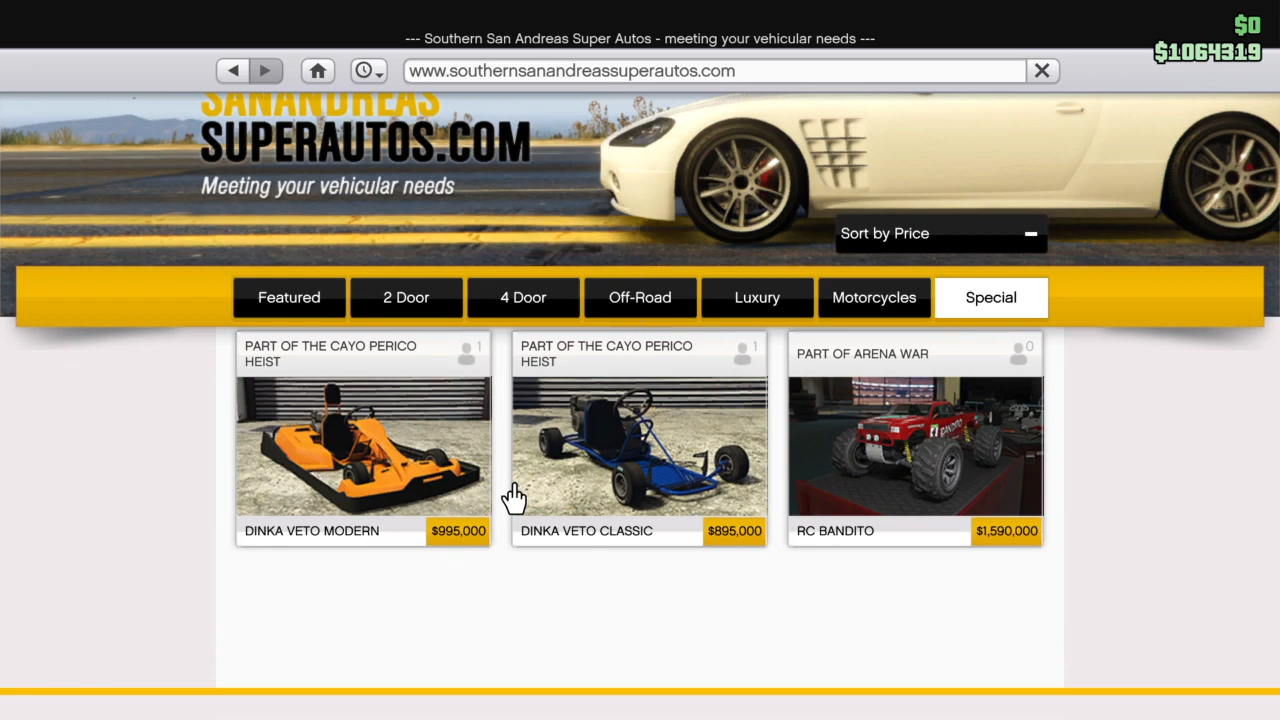 $0
--- Southern San Andreas Super Autos - meeting your vehicular needs ---
$1064319
www.southernsanandreassuperautos.com
SANANDREAS
SUPERAUTOS.COM
Meeting your vehicular needs
Sort by Price
Featured
2 Door
4 Door
Off-Road
Luxury
Motorcycles
Special
PART OF THE CAYO PERICO
HEIST
1
PART OF THE CAYO PERICO
HEIST
1
PART OF ARENA WAR
0
BANDITO
DINKA VETO MODERN
$995,000
DINKA VETO CLASSIC
$895,000
RC BANDITO
$1,590,000